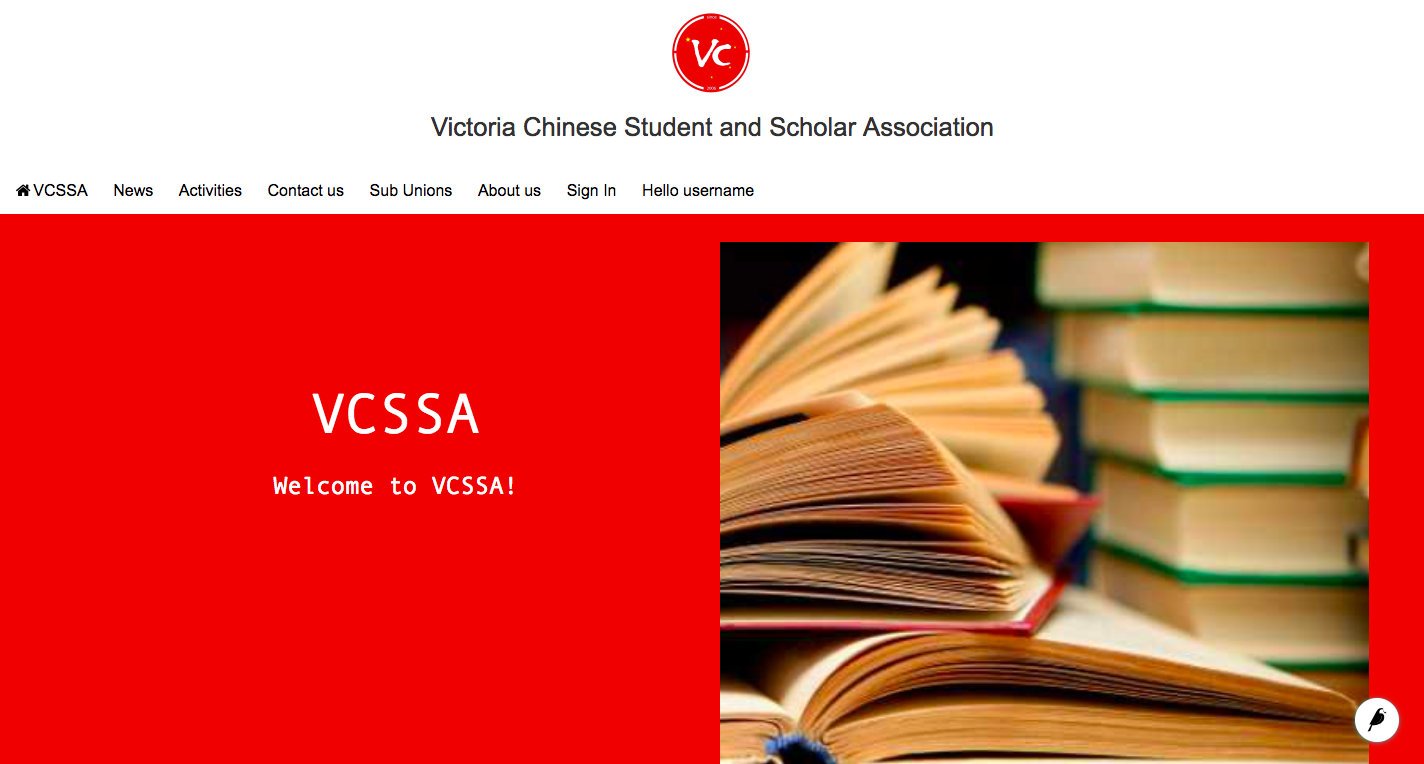 VC
Victoria Chinese Student and Scholar Association
VCSSA News Activities Contact us Sub Unions About us Sign In Hello username
VCSSA
Welcome to VCSSA!